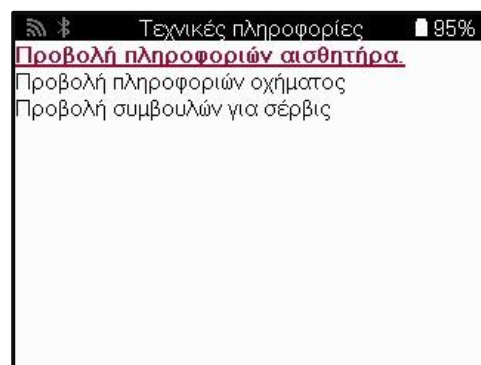 Τεχνικές πληροφορίες 95%
Προβολή πληροφοριών αισθητήρα.
Προβολή πληροφοριών οχήματος
Προβολή συμβουλών για σέρβις